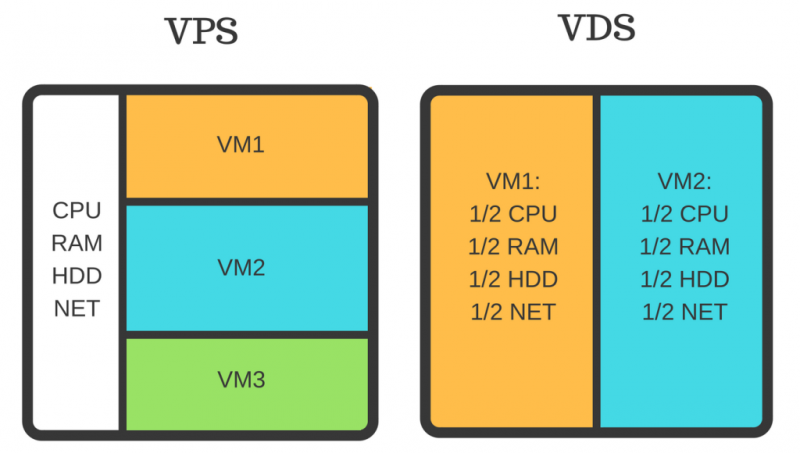 VPS
CPU
RAM
HDD
NET
VM1
VM2
VM3
VDS
VM1:
1/2 CPU
1/2 RAM
1/2 HDD
1/2 NET
VM2:
1/2 CPU
1/2 RAM
1/2 HDD
1/2 NET